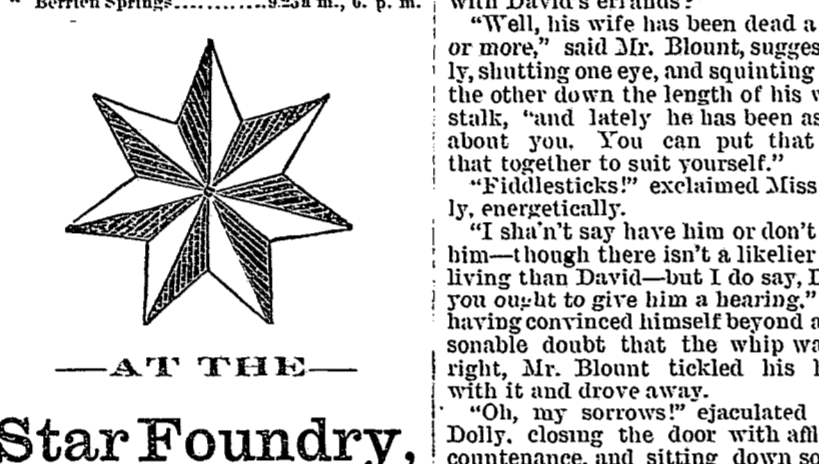 " Berrien Springs..............9:25a m., 6. p. m.
—AT THE—
Star Foundry,
with David's errands?
"Well, his wife has been dead a
or more," said Mr. Blount, sugges
ly, shutting one eye, and squinting
the other down the length of his w
stalk, "and lately he has been as
about you. You can put that
that together to suit yourself."
"Fiddlesticks!" exclaimed Miss
ly, energetically.
"I sha'n't say have him or don't
him—though there isn't a likelier
living than David—but I do say, D
you ought to give him a hearing."
having convinced himself beyond a
sonable doubt that the whip wa
right, Mr. Blount tickled his h
with it and drove away.
"Oh, my sorrows!" ejaculated
Dolly, closing the door with affl
countenance, and sitting down so